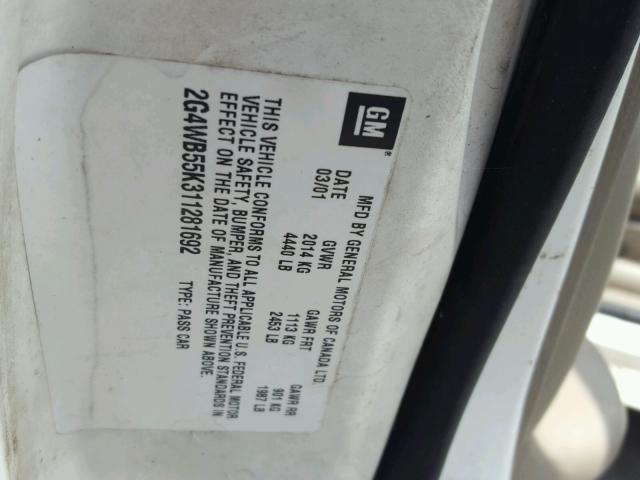 GM®
MFD BY GENERAL MOTORS OF CANADA LTD.
DATE GVWR GAWR FRT GAWR RR
03/01 2014 KG 1113 KG 901 KG
4440 LB 2453 LB 1987 LB
THIS VEHICLE CONFORMS TO ALL APPLICABLE U.S. FEDERAL MOTOR
VEHICLE SAFETY, BUMPER, AND THEFT PREVENTION STANDARDS IN
EFFECT ON THE DATE OF MANUFACTURE SHOWN ABOVE.
2G4WB55K311281692 TYPE: PASS CAR